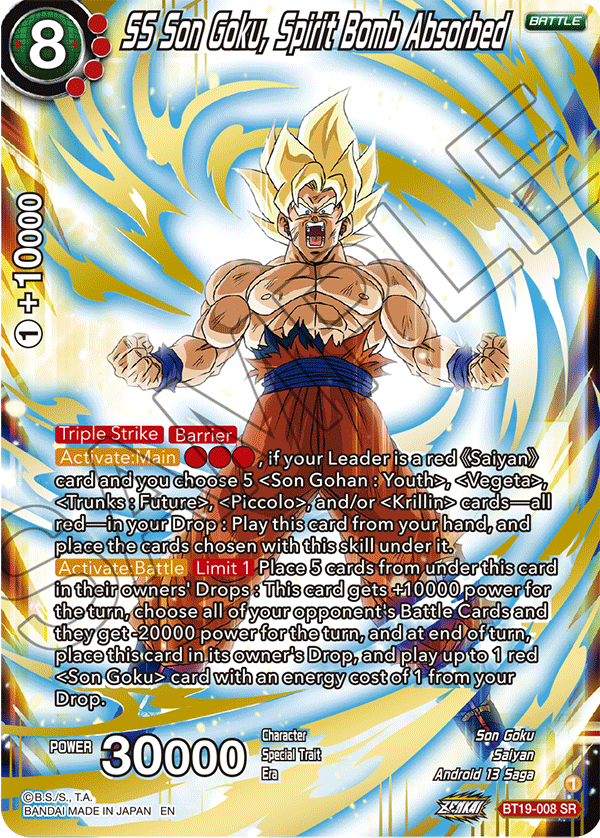 8
SS Son Goku, Spirit Bomb Absorbed
BATTLE
1 +10000
SAMPLE
Triple Strike Barrier
Activate:Main , if your Leader is a red 《Saiyan》
card and you choose 5 <Son Gohan : Youth>, <Vegeta>,
<Trunks : Future>, <Piccolo>, and/or <Krillin> cards—all
red—in your Drop : Play this card from your hand, and
place the cards chosen with this skill under it.
Activate:Battle Limit 1 Place 5 cards from under this card
in their owners' Drops : This card gets +10000 power for
the turn, choose all of your opponent's Battle Cards and
they get -20000 power for the turn, and at end of turn,
place this card in its owner's Drop, and play up to 1 red
<Son Goku> card with an energy cost of 1 from your
Drop.
POWER 30000
Character Son Goku
Special Trait Saiyan
Era Android 13 Saga
1
©B.S./S., T.A.
BANDAI MADE IN JAPAN EN
ZENKAI
BT19-008 SR